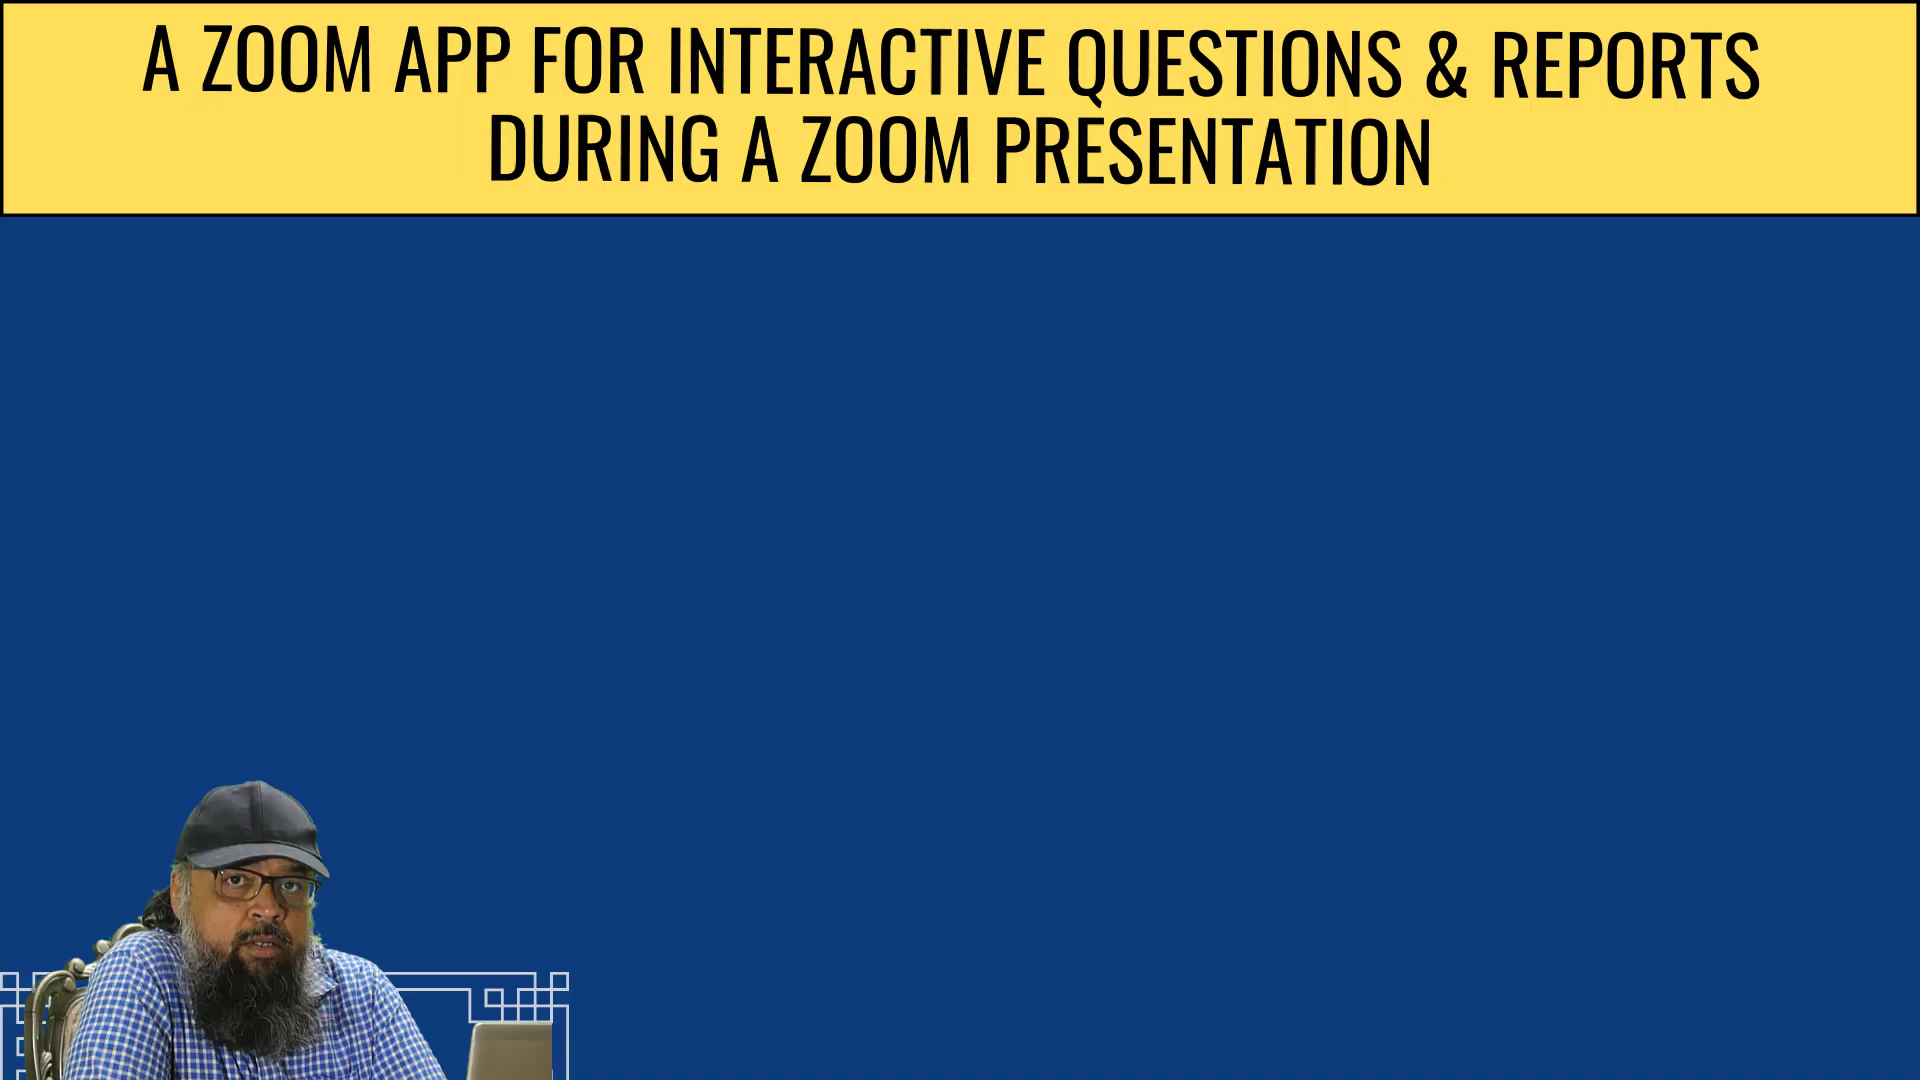 A ZOOM APP FOR INTERACTIVE QUESTIONS & REPORTS
DURING A ZOOM PRESENTATION